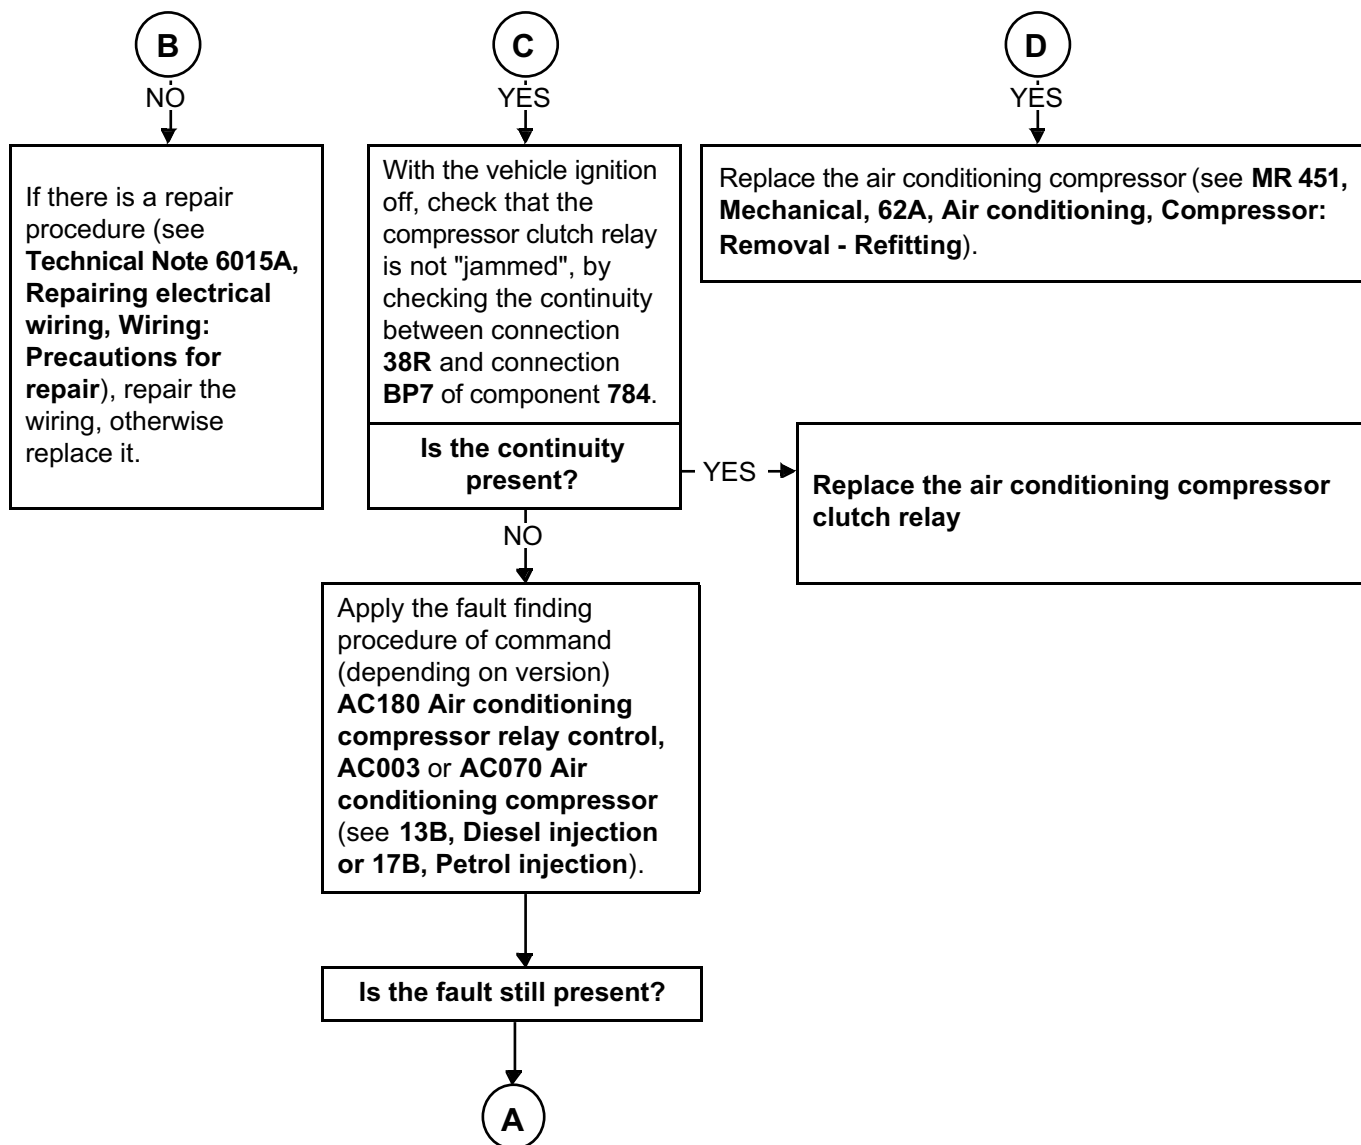 B
NO
If there is a repair
procedure (see
Technical Note 6015A,
Repairing electrical
wiring, Wiring:
Precautions for
repair), repair the
wiring, otherwise
replace it.
C
YES
With the vehicle ignition
off, check that the
compressor clutch relay
is not "jammed", by
checking the continuity
between connection
38R and connection
BP7 of component 784.
Is the continuity
present?
YES
Replace the air conditioning compressor
clutch relay
NO
Apply the fault finding
procedure of command
(depending on version)
AC180 Air conditioning
compressor relay control,
AC003 or AC070 Air
conditioning compressor
(see 13B, Diesel injection
or 17B, Petrol injection).
Is the fault still present?
A
D
YES
Replace the air conditioning compressor (see MR 451,
Mechanical, 62A, Air conditioning, Compressor:
Removal - Refitting).